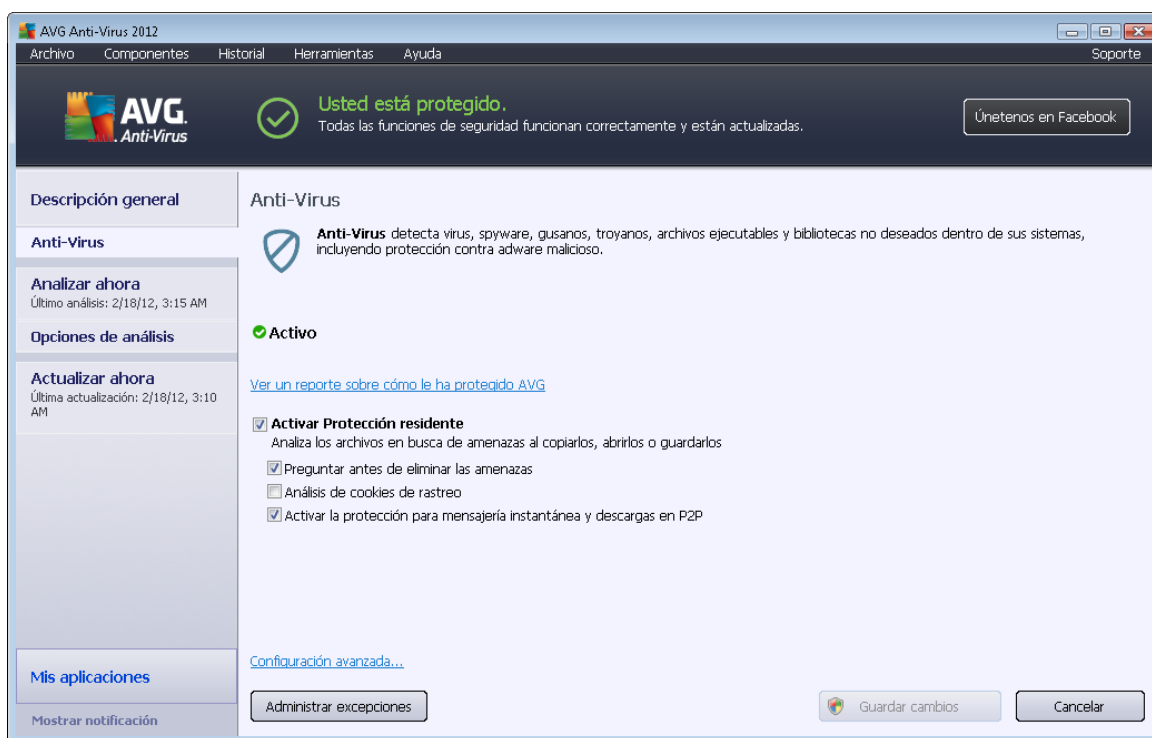 AVG Anti-Virus 2012
Archivo Componentes Historial Herramientas Ayuda Soporte
AVG.
Anti-Virus
Usted está protegido.
Todas las funciones de seguridad funcionan correctamente y están actualizadas.
Únetenos en Facebook
Descripción general
Anti-Virus
Analizar ahora
Último análisis: 2/18/12, 3:15 AM
Opciones de análisis
Actualizar ahora
Última actualización: 2/18/12, 3:10
AM
Mis aplicaciones
Mostrar notificación
Anti-Virus
Anti-Virus detecta virus, spyware, gusanos, troyanos, archivos ejecutables y bibliotecas no deseados dentro de sus sistemas,
incluyendo protección contra adware malicioso.
Activo
Ver un reporte sobre cómo le ha protegido AVG
Activar Protección residente
Analiza los archivos en busca de amenazas al copiarlos, abrirlos o guardarlos
Preguntar antes de eliminar las amenazas
Análisis de cookies de rastreo
Activar la protección para mensajería instantánea y descargas en P2P
Configuración avanzada...
Administrar excepciones
Guardar cambios
Cancelar